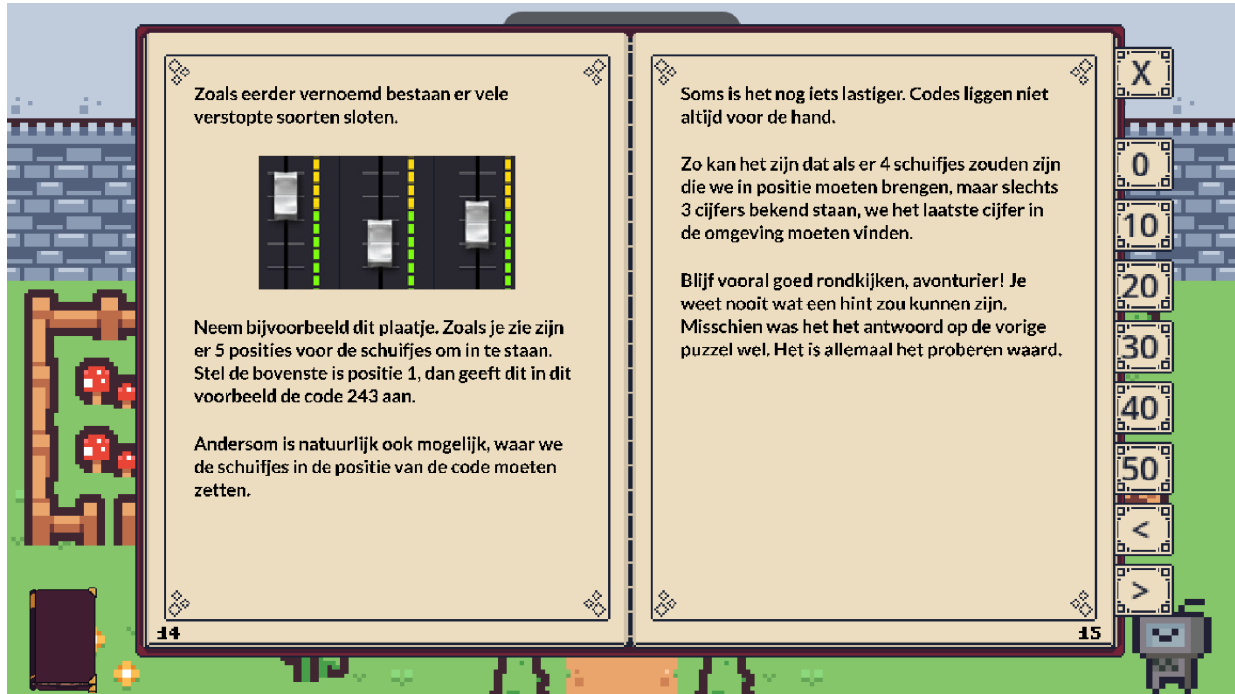 Zoals eerder vernoemd bestaan er vele
verstopte soorten sloten.
Neem bijvoorbeeld dit plaatje. Zoals je zie zijn
er 5 posities voor de schuifjes om in te staan.
Stel de bovenste is positie 1, dan geeft dit in dit
voorbeeld de code 243 aan.
Andersom is natuurlijk ook mogelijk, waar we
de schuifjes in de positie van de code moeten
zetten.
14
Soms is het nog iets lastiger. Codes liggen niet
altijd voor de hand.
Zo kan het zijn dat als er 4 schuifjes zouden zijn
die we in positie moeten brengen, maar slechts
3 cijfers bekend staan, we het laatste cijfer in
de omgeving moeten vinden.
Blijf vooral goed rondkijken, avonturier! Je
weet nooit wat een hint zou kunnen zijn.
Misschien was het het antwoord op de vorige
puzzel wel. Het is allemaal het proberen waard.
15
X
0
10
20
30
40
50
<
>